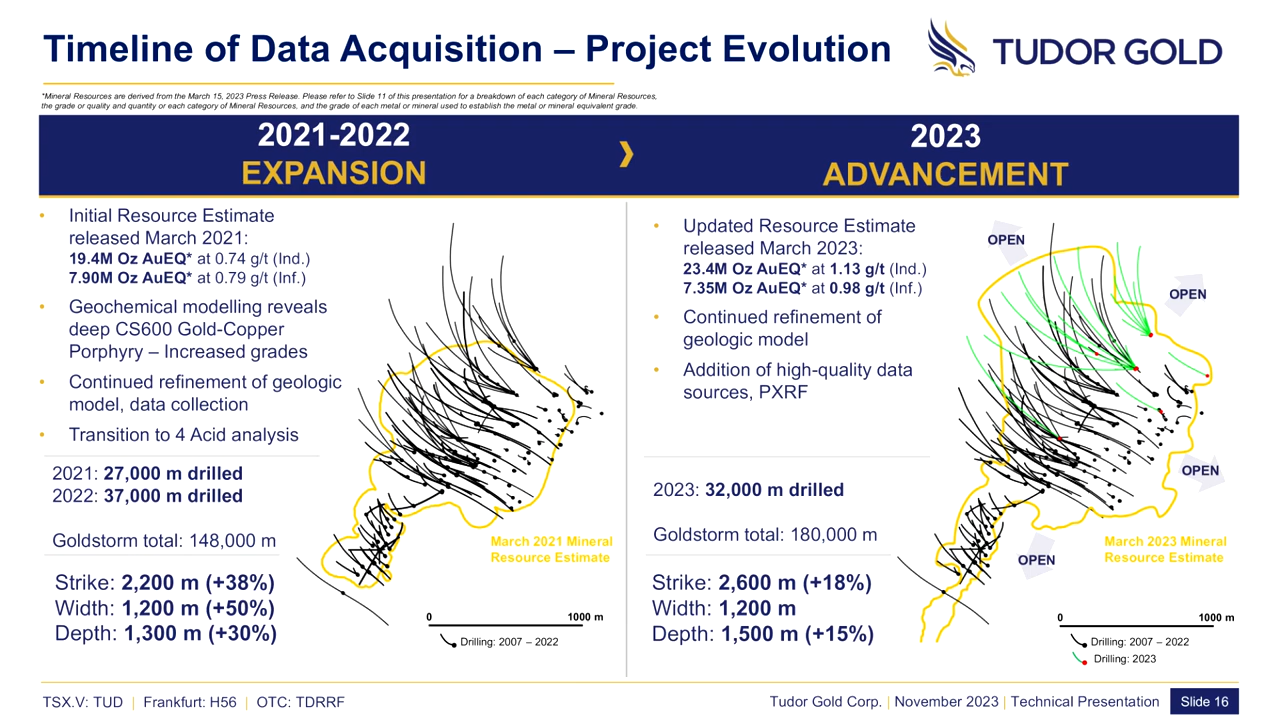 Timeline of Data Acquisition – Project Evolution
TUDOR GOLD
*Mineral Resources are derived from the March 15, 2023 Press Release. Please refer to Slide 11 of this presentation for a breakdown of each category of Mineral Resources,
the grade or quality and quantity or each category of Mineral Resources, and the grade of each metal or mineral used to establish the metal or mineral equivalent grade.
2021-2022
EXPANSION
❯
2023
ADVANCEMENT
• Initial Resource Estimate
released March 2021:
19.4M Oz AuEQ* at 0.74 g/t (Ind.)
7.90M Oz AuEQ* at 0.79 g/t (Inf.)
• Geochemical modelling reveals
deep CS600 Gold-Copper
Porphyry – Increased grades
• Continued refinement of geologic
model, data collection
• Transition to 4 Acid analysis
2021: 27,000 m drilled
2022: 37,000 m drilled
Goldstorm total: 148,000 m
Strike: 2,200 m (+38%)
Width: 1,200 m (+50%)
Depth: 1,300 m (+30%)
March 2021 Mineral
Resource Estimate
0 1000 m
Drilling: 2007 – 2022
• Updated Resource Estimate
released March 2023:
23.4M Oz AuEQ* at 1.13 g/t (Ind.)
7.35M Oz AuEQ* at 0.98 g/t (Inf.)
• Continued refinement of
geologic model
• Addition of high-quality data
sources, PXRF
2023: 32,000 m drilled
Goldstorm total: 180,000 m
Strike: 2,600 m (+18%)
Width: 1,200 m
Depth: 1,500 m (+15%)
OPEN
OPEN
OPEN
OPEN
March 2023 Mineral
Resource Estimate
0 1000 m
Drilling: 2007 – 2022
Drilling: 2023
TSX.V: TUD | Frankfurt: H56 | OTC: TDRRF
Tudor Gold Corp. | November 2023 | Technical Presentation
Slide 16